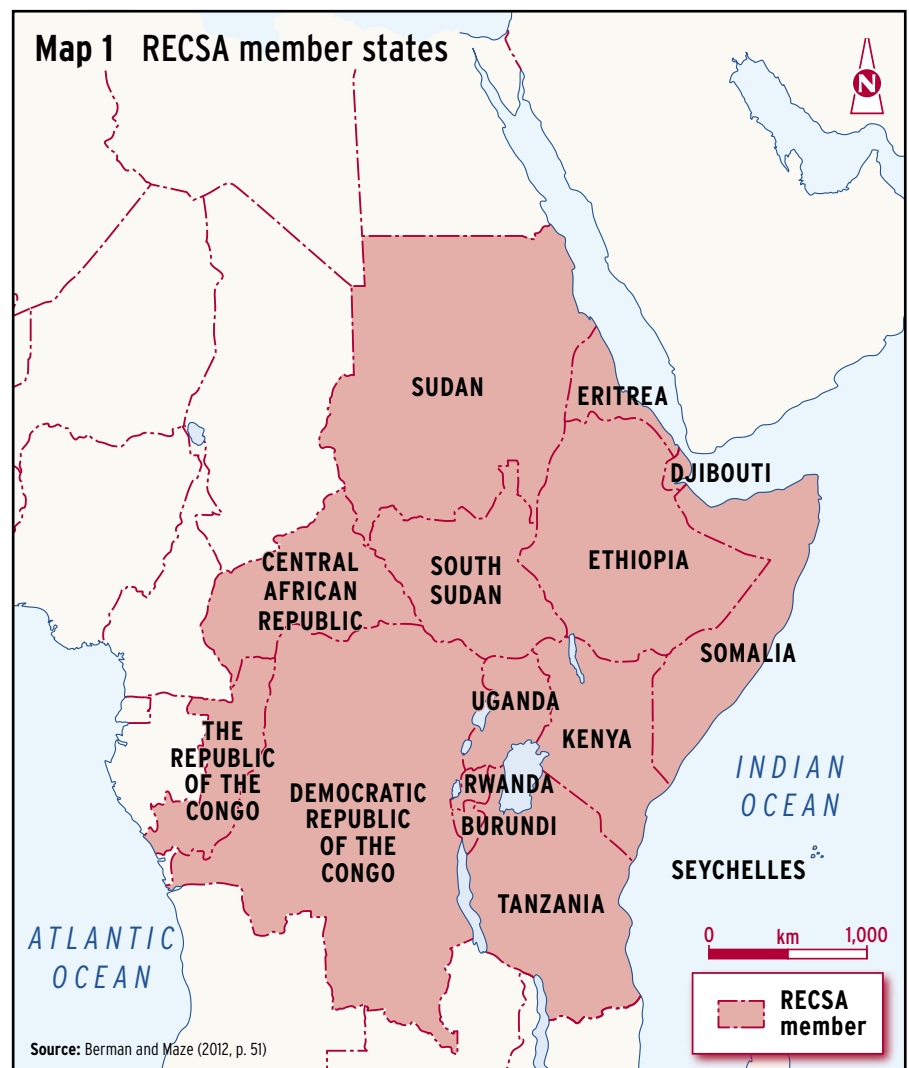 Map 1 RECSA member states
N
SUDAN
ERITREA
DJIBOUTI
CENTRAL
AFRICAN
REPUBLIC
SOUTH
SUDAN
ETHIOPIA
SOMALIA
UGANDA
KENYA
THE
REPUBLIC
OF THE
CONGO
DEMOCRATIC
REPUBLIC
OF THE
CONGO
RWANDA
BURUNDI
INDIAN
OCEAN
SEYCHELLES
TANZANIA
ATLANTIC
OCEAN
0 km 1,000
RECSA
member
Source: Berman and Maze (2012, p. 51)